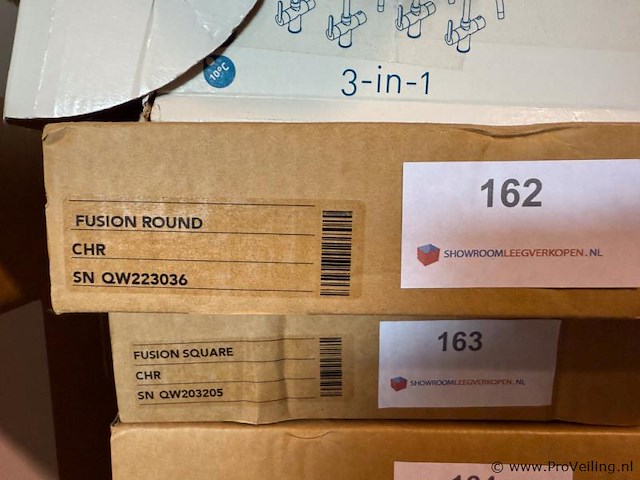 10°C
3-in-1
FUSION ROUND
CHR
SN QW223036
162
SHOWROOMLEEGVERKOPEN.NL
FUSION SQUARE
CHR
SN QW203205
163
SHOWROOMLEEGVERKOPEN.NL
© www.ProVeiling.nl